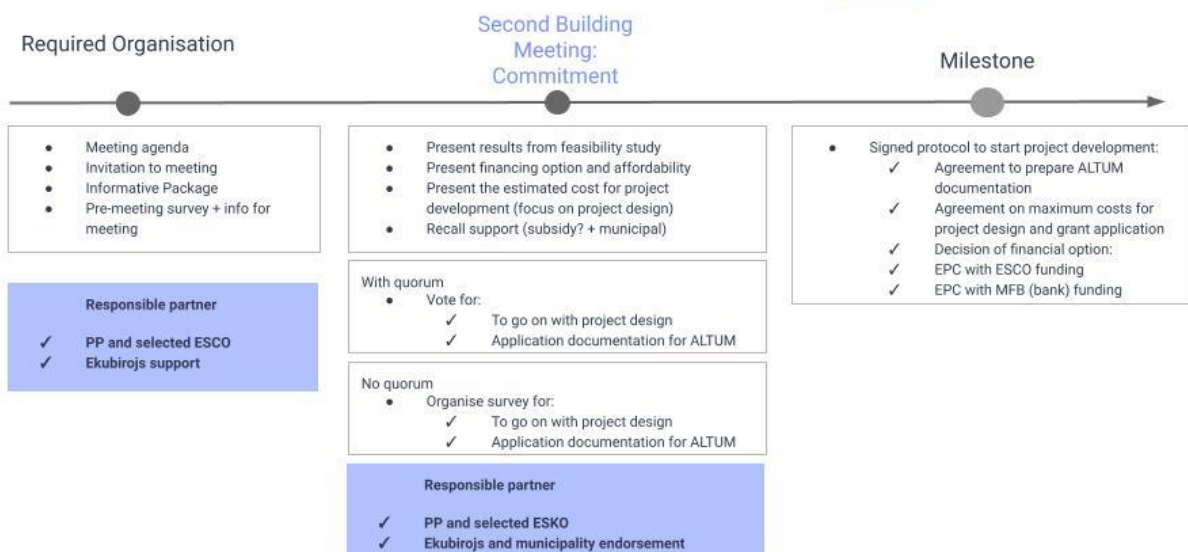 Required Organisation
Second Building
Meeting:
Commitment
Milestone
• Meeting agenda
• Invitation to meeting
• Informative Package
• Pre-meeting survey + info for
meeting
Responsible partner
✓ PP and selected ESCO
✓ Ekubirojs support
• Present results from feasibility study
• Present financing option and affordability
• Present the estimated cost for project
development (focus on project design)
• Recall support (subsidy? + municipal)
With quorum
• Vote for:
✓ To go on with project design
✓ Application documentation for ALTUM
No quorum
• Organise survey for:
✓ To go on with project design
✓ Application documentation for ALTUM
Responsible partner
✓ PP and selected ESKO
✓ Ekubirojs and municipality endorsement
• Signed protocol to start project development:
✓ Agreement to prepare ALTUM
documentation
✓ Agreement on maximum costs for
project design and grant application
✓ Decision of financial option:
✓ EPC with ESCO funding
✓ EPC with MFB (bank) funding